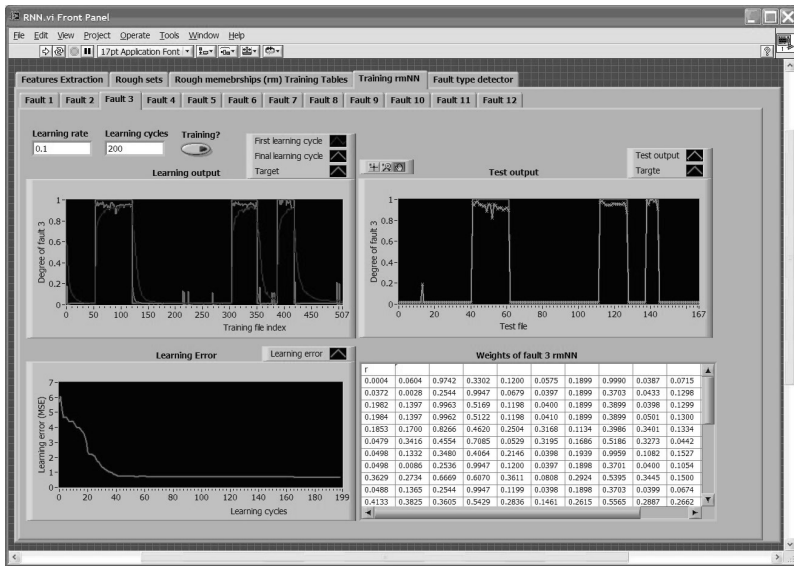 RNN.vi Front Panel
File Edit View Project Operate Tools Window Help
17pt Application Font
Features Extraction Rough sets Rough memebrships (rm) Training Tables Training rmNN Fault type detector
Fault 1 Fault 2 Fault 3 Fault 4 Fault 5 Fault 6 Fault 7 Fault 8 Fault 9 Fault 10 Fault 11 Fault 12
Learning rate Learning cycles Training?
0.1 200
First learning cycle
Final learning cycle
Target
Learning output
Degree of fault 3
1
0.8
0.6
0.4
0.2
0
0 50 100 150 200 250 300 350 400 450 507
Training file index
Test output
Targte
Test output
Degree of fault 3
1
0.8
0.6
0.4
0.2
0
0 20 40 60 80 100 120 140 167
Test file
Learning Error
Learning error
Learning error (MSE)
7
6
5
4
3
2
1
0
0 20 40 60 80 100 120 140 160 180 199
Learning cycles
Weights of fault 3 rmNN
r
0.0004 0.0604 0.9742 0.3302 0.1200 0.0575 0.1899 0.9990 0.0387 0.0715
0.0372 0.0028 0.2544 0.9947 0.0679 0.0397 0.1899 0.3703 0.0433 0.1298
0.1982 0.1397 0.9963 0.5169 0.1198 0.0400 0.1899 0.3899 0.0398 0.1299
0.1984 0.1397 0.9962 0.5122 0.1198 0.0410 0.1899 0.3899 0.0501 0.1300
0.1853 0.1700 0.8266 0.4620 0.2504 0.3168 0.1134 0.3986 0.3401 0.1334
0.0479 0.3416 0.4554 0.7085 0.0529 0.3195 0.1686 0.5186 0.3273 0.0442
0.0498 0.1332 0.3480 0.4064 0.2146 0.0398 0.1939 0.9959 0.1082 0.1527
0.0498 0.0086 0.2536 0.9947 0.1200 0.0397 0.1898 0.3701 0.0400 0.1054
0.3629 0.2734 0.6669 0.6070 0.3611 0.0808 0.2924 0.5395 0.3445 0.1500
0.0488 0.1365 0.2544 0.9947 0.1199 0.0398 0.1898 0.3703 0.0399 0.0674
0.4133 0.3825 0.3605 0.5429 0.2836 0.1461 0.2615 0.5565 0.2887 0.2662